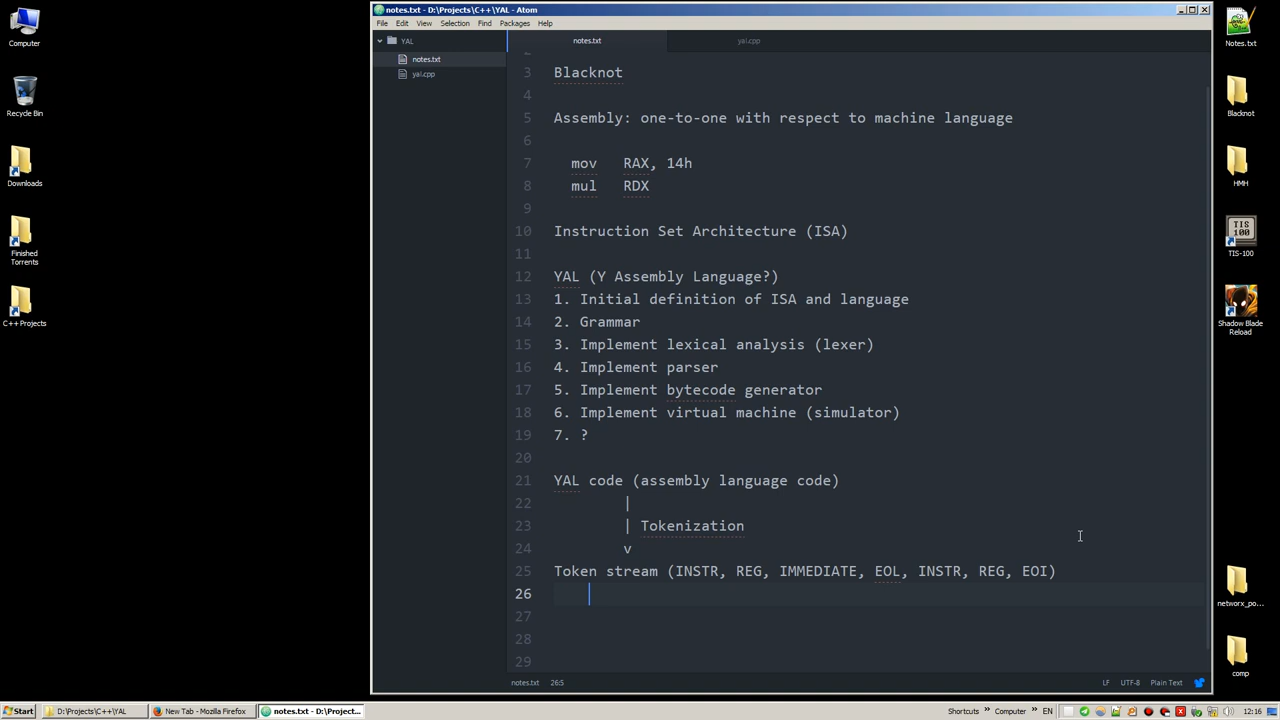 notes.txt - D:\Projects\C++\YAL - Atom
File Edit View Selection Find Packages Help
YAL
notes.txt
yal.cpp
notes.txt
yal.cpp
2
3 Blacknot
4
5 Assembly: one-to-one with respect to machine language
6
7 mov RAX, 14h
8 mul RDX
9
10 Instruction Set Architecture (ISA)
11
12 YAL (Y Assembly Language?)
13 1. Initial definition of ISA and language
14 2. Grammar
15 3. Implement lexical analysis (lexer)
16 4. Implement parser
17 5. Implement bytecode generator
18 6. Implement virtual machine (simulator)
19 7. ?
20
21 YAL code (assembly language code)
22 |
23 | Tokenization
24 v
25 Token stream (INSTR, REG, IMMEDIATE, EOL, INSTR, REG, EOI)
26
27
28
29
notes.txt 26:5
LF UTF-8 Plain Text
Computer
Recycle Bin
Downloads
Finished
Torrents
C++ Projects
Notes.txt
Blacknot
HMH
TIS
100
TIS-100
Shadow Blade
Reload
networx_po...
comp
Start
D:\Projects\C++\YAL
New Tab - Mozilla Firefox
notes.txt - D:\Project...
Shortcuts »
Computer »
EN
12:16